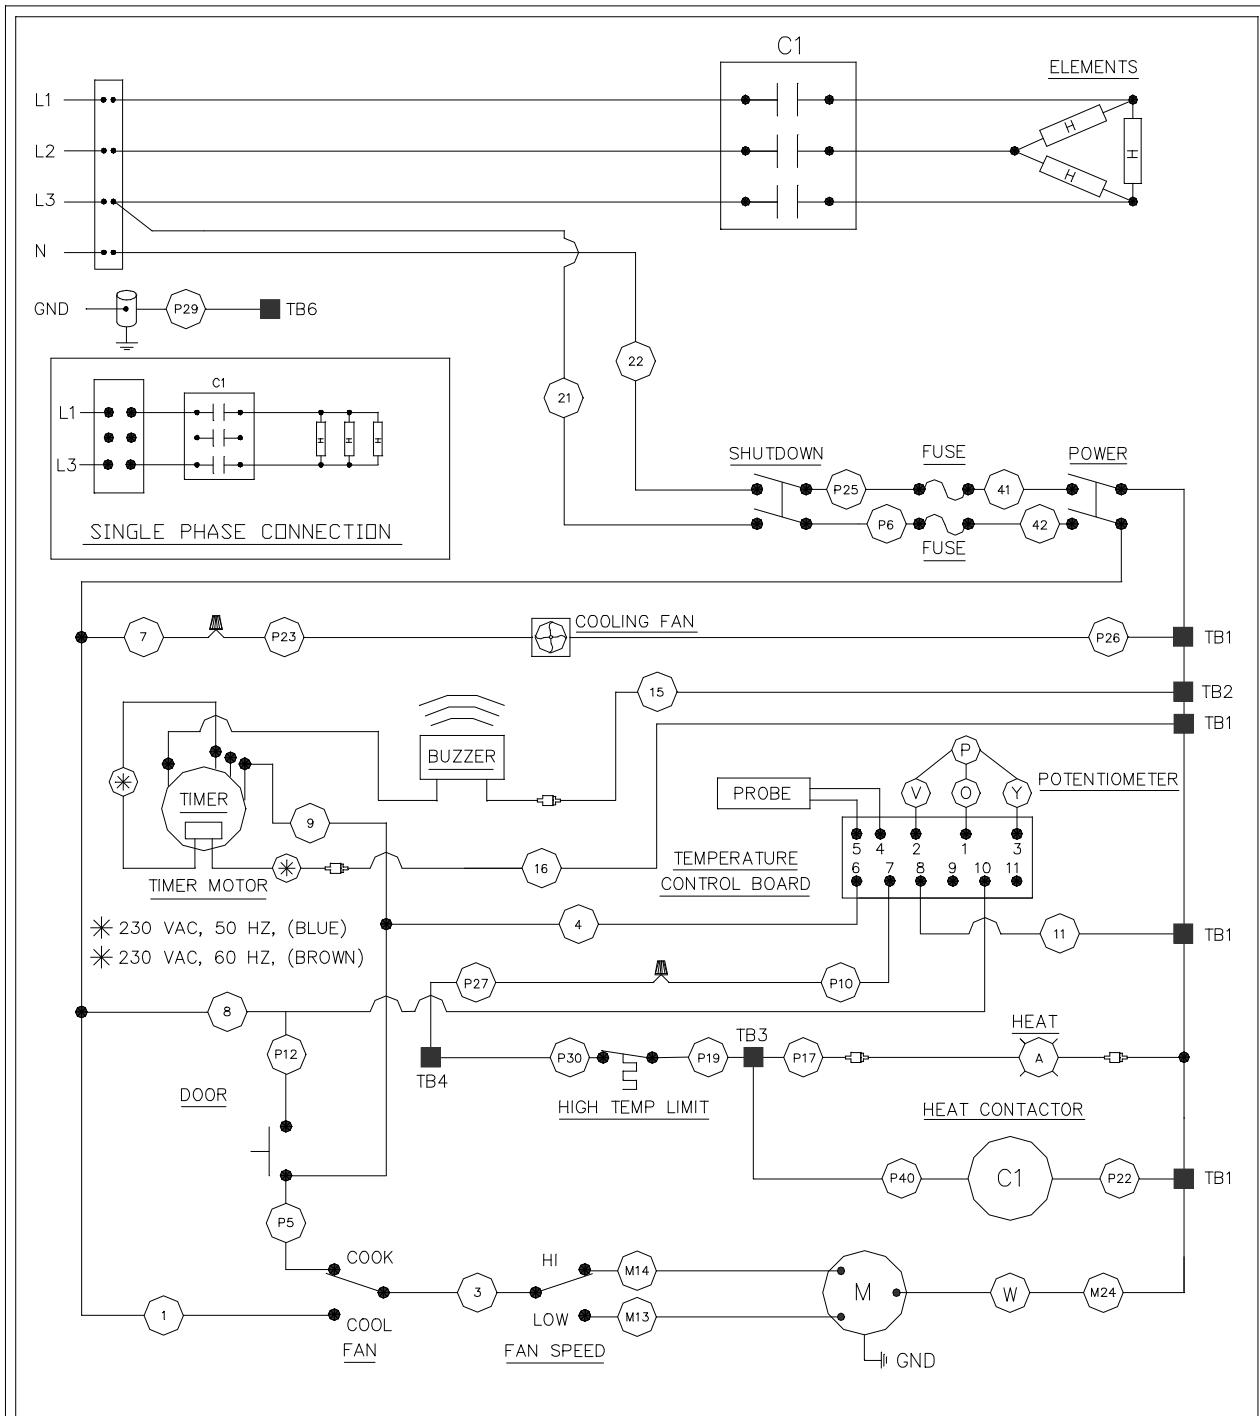 C1
ELEMENTS
L1
H
H
L2
H
L3
N
GND
P29
TB6
22
C1
21
L1
H H H
L3
SINGLE PHASE CONNECTION
SHUTDOWN
FUSE
POWER
P25
41
P6
42
FUSE
7
P23
COOLING FAN
P26
TB1
15
TB2
TB1
BUZZER
P
POTENTIOMETER
TIMER
PROBE
V O Y
9
5 4 2 1 3
TEMPERATURE
CONTROL BOARD
6 7 8 9 10 11
16
TIMER MOTOR
230 VAC, 50 HZ, (BLUE)
4
11
TB1
230 VAC, 60 HZ, (BROWN)
P27
P10
8
P12
TB4
P30
HIGH TEMP LIMIT
P19
TB3
P17
HEAT
A
DOOR
HEAT CONTACTOR
P40
C1
P22
TB1
P5
COOK
HI
M14
3
M
W
M24
1
COOL
LOW
M13
FAN
FAN SPEED
GND